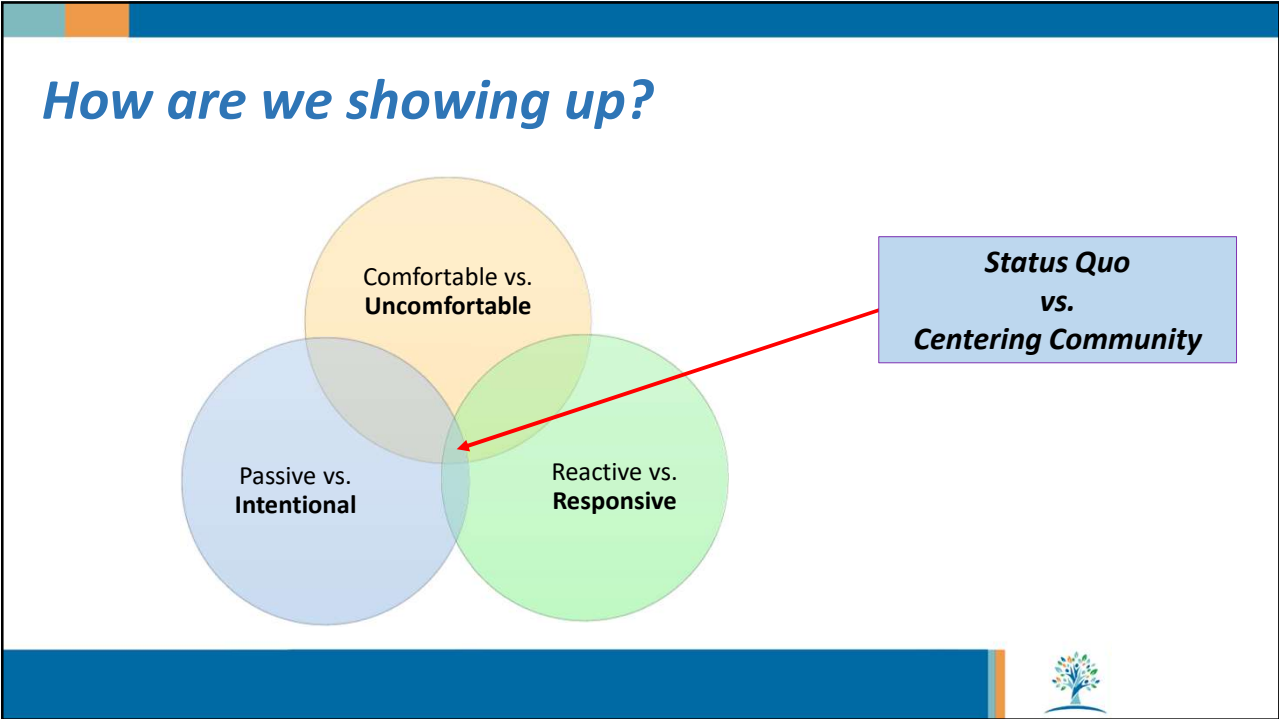 How are we showing up?
Comfortable vs.
Uncomfortable
Status Quo
vs.
Centering Community
Passive vs.
Intentional
Reactive vs.
Responsive